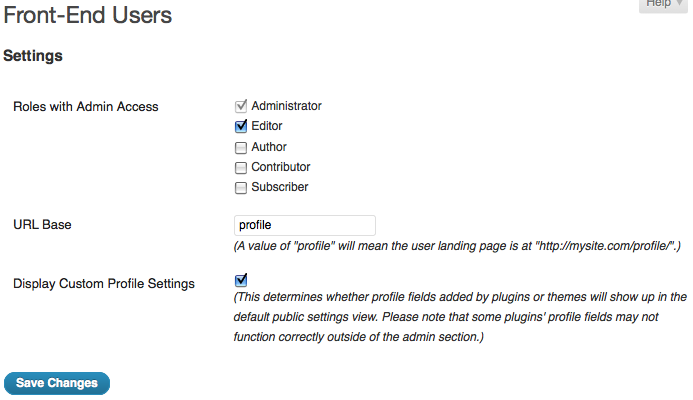 Front-End Users
Help
Settings
Roles with Admin Access
Administrator
Editor
Author
Contributor
Subscriber
URL Base
profile
(A value of "profile" will mean the user landing page is at "http://mysite.com/profile/".)
Display Custom Profile Settings
(This determines whether profile fields added by plugins or themes will show up in the
default public settings view. Please note that some plugins' profile fields may not
function correctly outside of the admin section.)
Save Changes